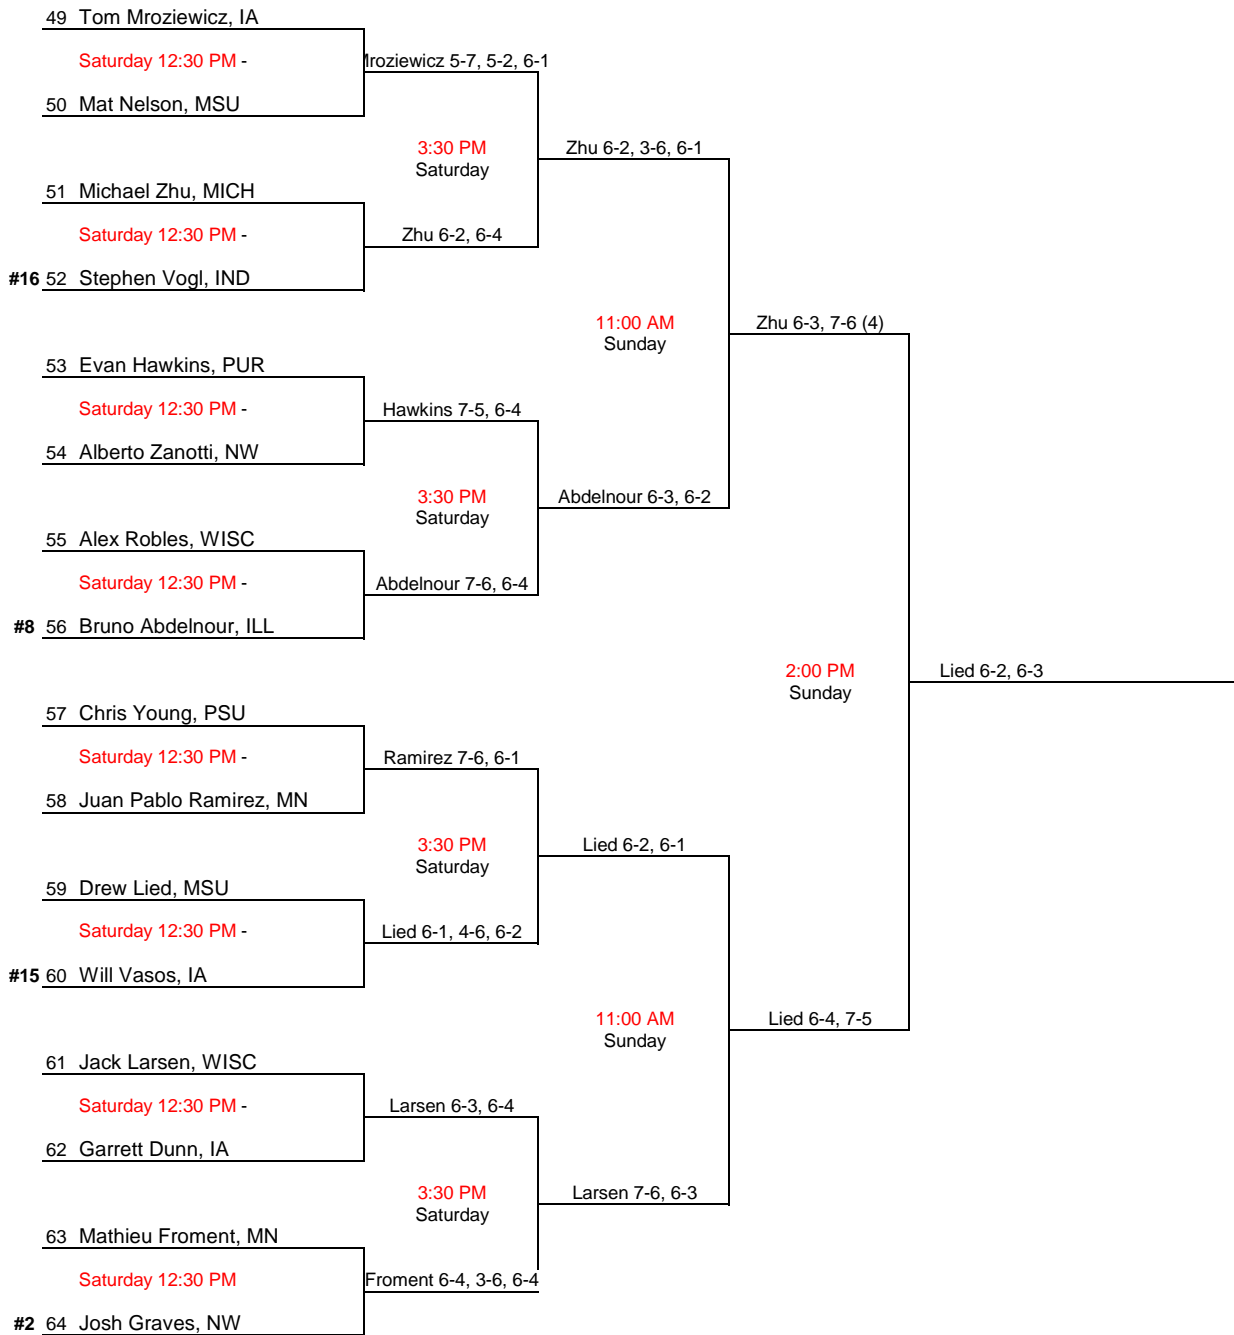 49 Tom Mroziewicz, IA
Saturday 12:30 PM -
Mroziewicz 5-7, 5-2, 6-1
50 Mat Nelson, MSU
3:30 PM
Saturday
Zhu 6-2, 3-6, 6-1
51 Michael Zhu, MICH
Saturday 12:30 PM -
Zhu 6-2, 6-4
#16 52 Stephen Vogl, IND
11:00 AM
Sunday
Zhu 6-3, 7-6 (4)
53 Evan Hawkins, PUR
Saturday 12:30 PM -
Hawkins 7-5, 6-4
54 Alberto Zanotti, NW
3:30 PM
Saturday
Abdelnour 6-3, 6-2
55 Alex Robles, WISC
Saturday 12:30 PM -
Abdelnour 7-6, 6-4
#8 56 Bruno Abdelnour, ILL
2:00 PM
Sunday
Lied 6-2, 6-3
57 Chris Young, PSU
Saturday 12:30 PM -
Ramirez 7-6, 6-1
58 Juan Pablo Ramirez, MN
3:30 PM
Saturday
Lied 6-2, 6-1
59 Drew Lied, MSU
Saturday 12:30 PM -
Lied 6-1, 4-6, 6-2
#15 60 Will Vasos, IA
11:00 AM
Sunday
Lied 6-4, 7-5
61 Jack Larsen, WISC
Saturday 12:30 PM -
Larsen 6-3, 6-4
62 Garrett Dunn, IA
3:30 PM
Saturday
Larsen 7-6, 6-3
63 Mathieu Froment, MN
Saturday 12:30 PM
Froment 6-4, 3-6, 6-4
#2 64 Josh Graves, NW